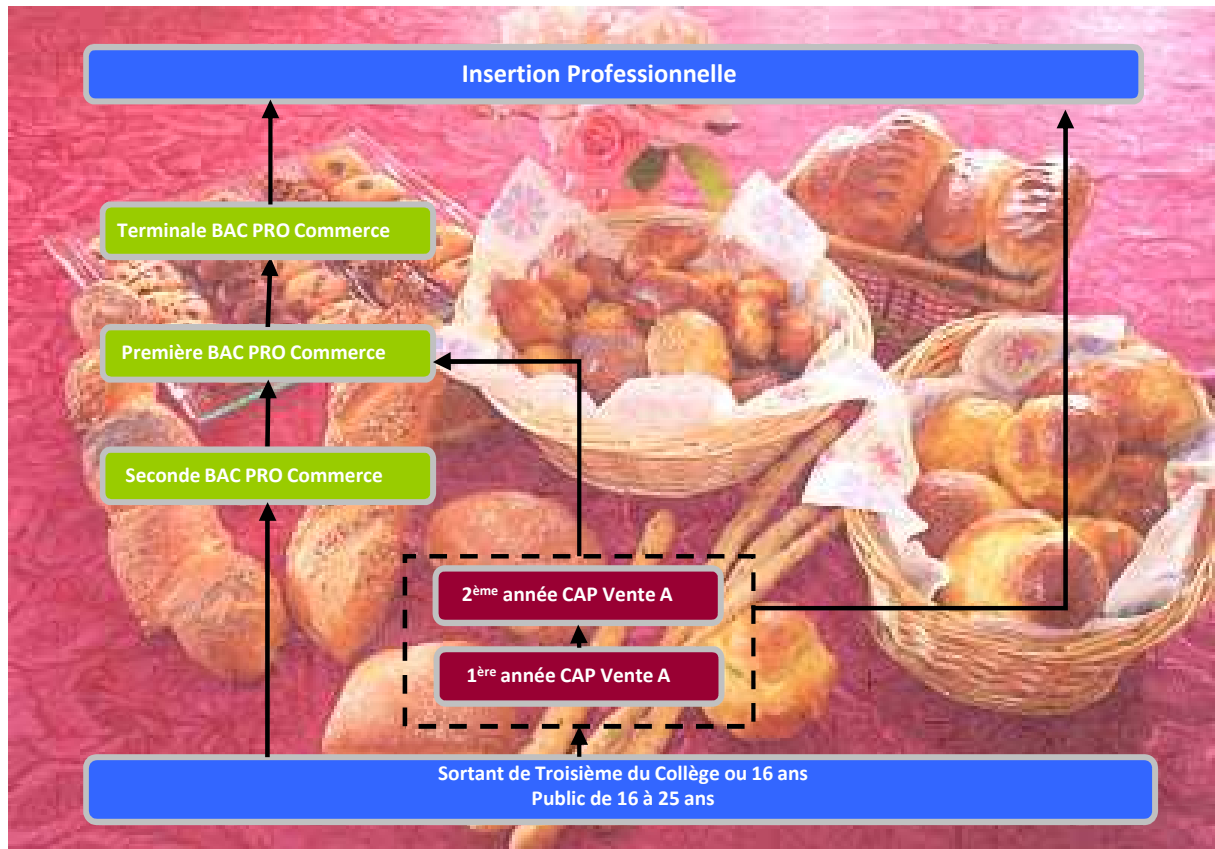 Insertion Professionnelle
Terminale BAC PRO Commerce
Première BAC PRO Commerce
Seconde BAC PRO Commerce
2ème année CAP Vente A
1ère année CAP Vente A
Sortant de Troisième du Collège ou 16 ans
Public de 16 à 25 ans